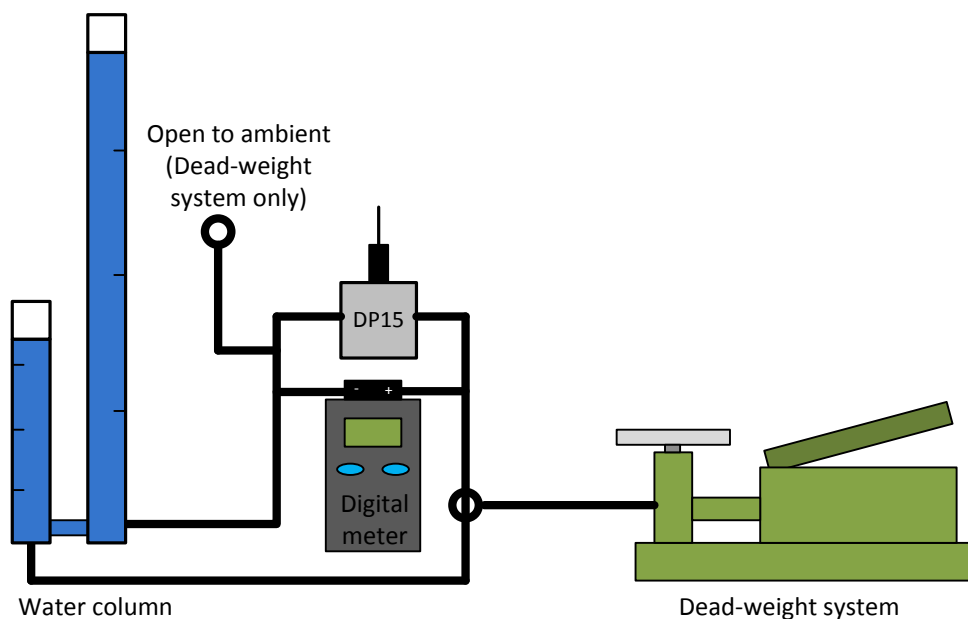 Open to ambient
(Dead-weight
system only)
DP15
- +
Digital
meter
Water column
Dead-weight system